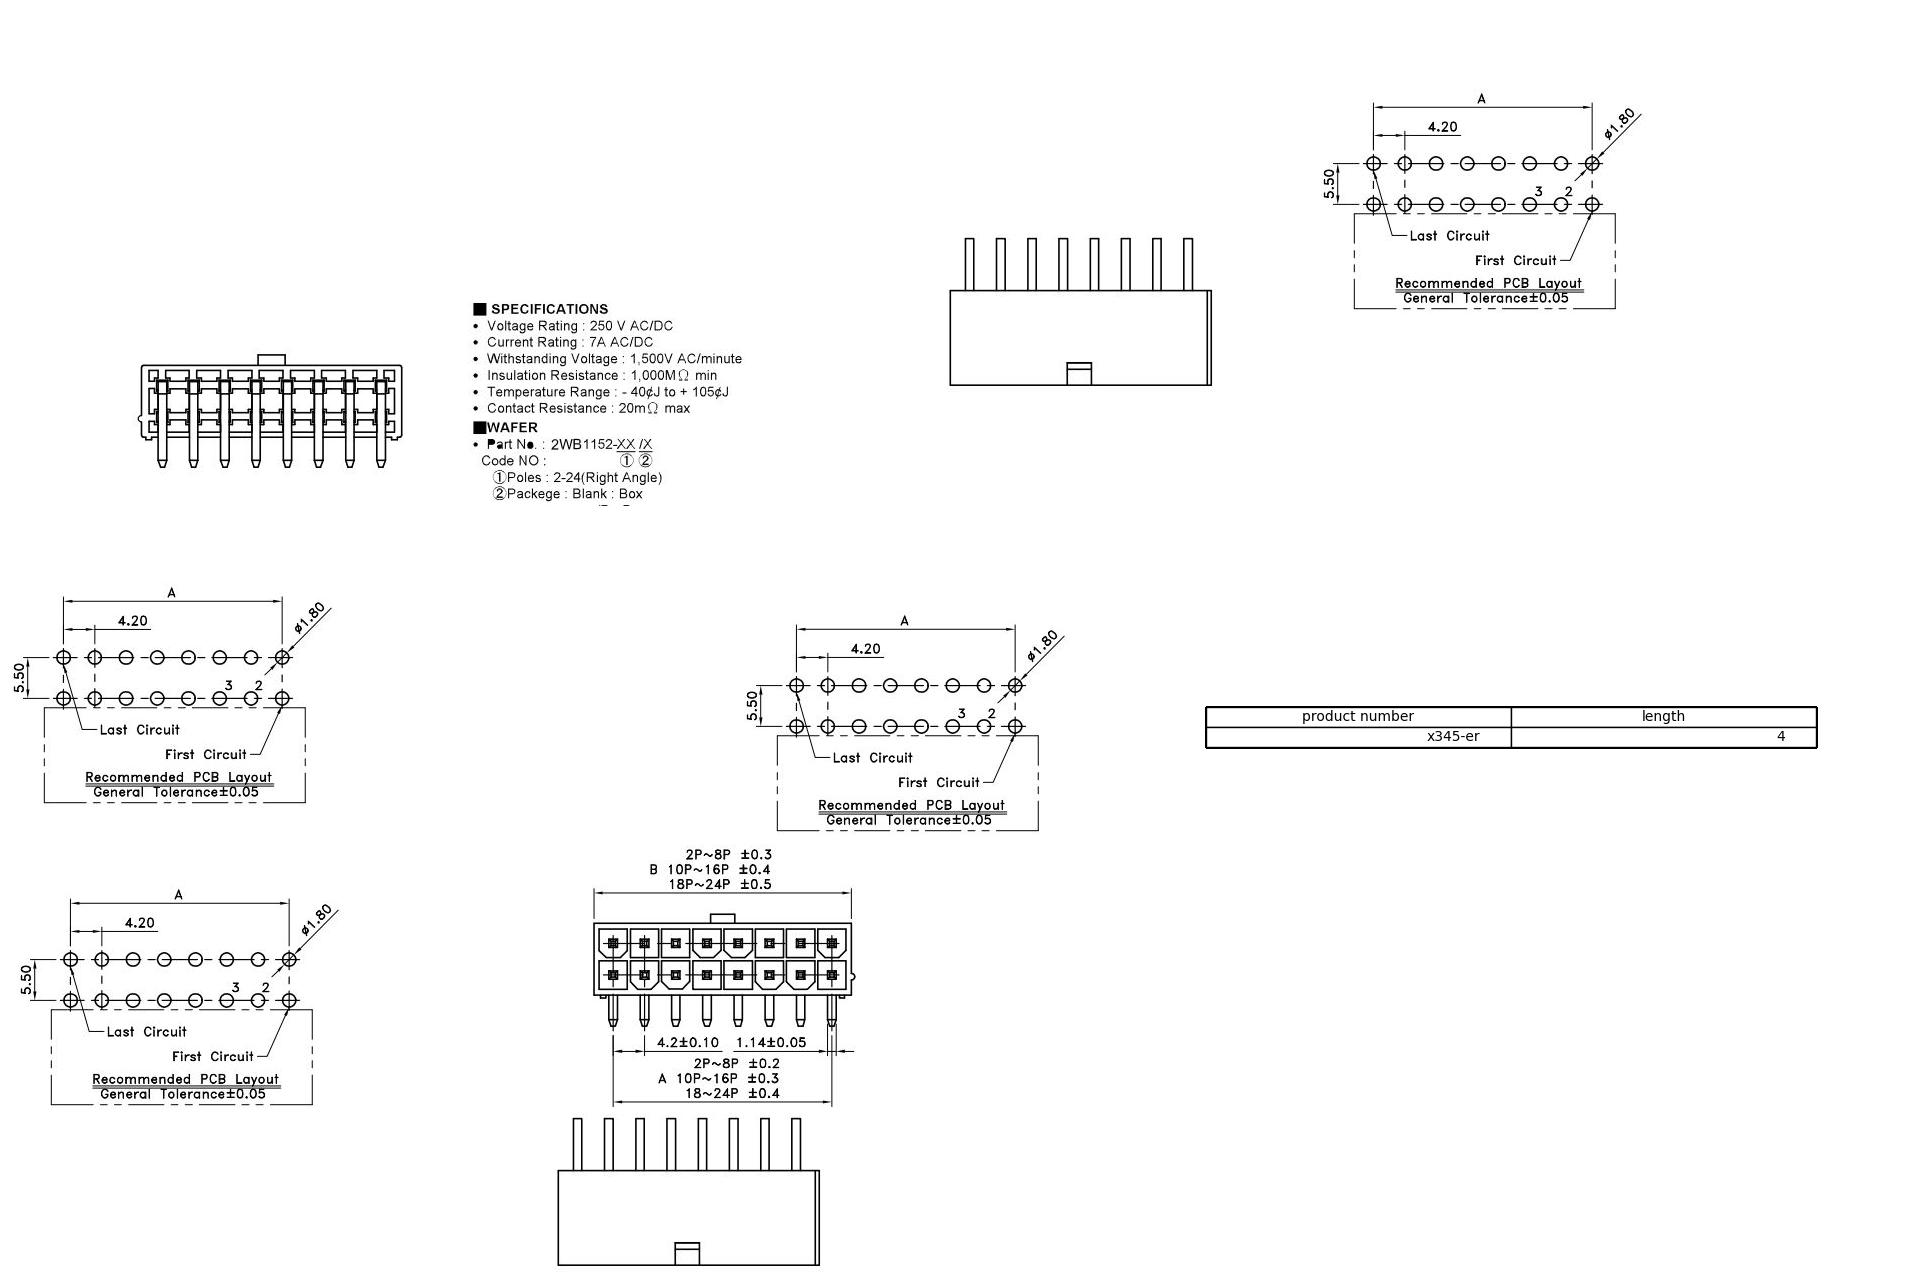 A
4.20
ø1.80
5.50
3 2
Last Circuit
First Circuit
Recommended PCB Layout
General Tolerance±0.05
■ SPECIFICATIONS
• Voltage Rating : 250 V AC/DC
• Current Rating : 7A AC/DC
• Withstanding Voltage : 1,500V AC/minute
• Insulation Resistance : 1,000MΩ min
• Temperature Range : - 40¢J to + 105¢J
• Contact Resistance : 20mΩ max
■WAFER
• Part No. : 2WB1152-XX /X
Code NO : ① ②
①Poles : 2-24(Right Angle)
②Packege : Blank : Box
A
4.20
ø1.80
5.50
3 2
Last Circuit
First Circuit
Recommended PCB Layout
General Tolerance±0.05
A
4.20
ø1.80
5.50
3 2
Last Circuit
First Circuit
Recommended PCB Layout
General Tolerance±0.05
product number length
x345-er 4
2P~8P ±0.3
B 10P~16P ±0.4
18P~24P ±0.5
4.2±0.10 1.14±0.05
2P~8P ±0.2
A 10P~16P ±0.3
18~24P ±0.4
A
4.20
ø1.80
5.50
3 2
Last Circuit
First Circuit
Recommended PCB Layout
General Tolerance±0.05